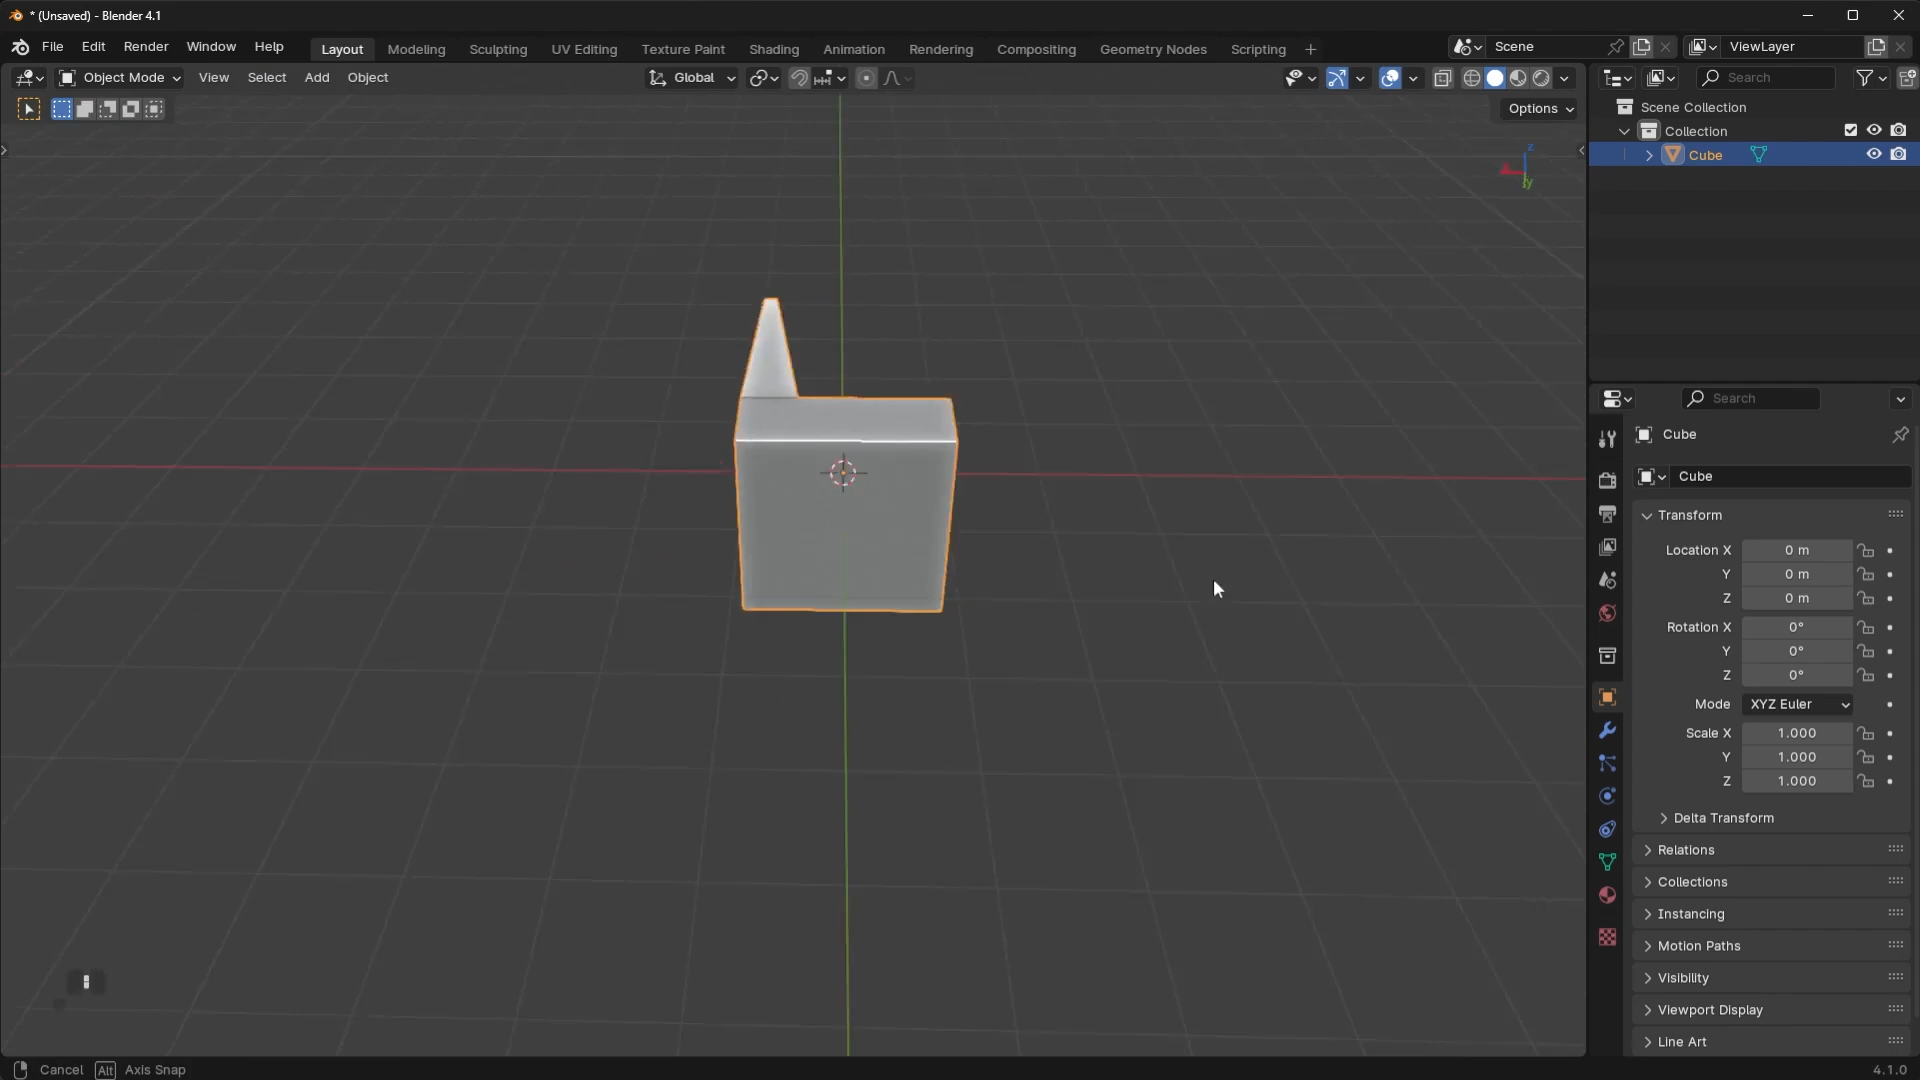 * (Unsaved) - Blender 4.1
File Edit Render Window Help Layout Modeling Sculpting UV Editing Texture Paint Shading Animation Rendering Compositing Geometry Nodes Scripting + Scene ViewLayer
Object Mode View Select Add Object Global Search
Options
Scene Collection
Collection
Cube
z
y
Search
Cube
Cube
Transform
Location X 0 m
Y 0 m
Z 0 m
Rotation X 0°
Y 0°
Z 0°
Mode XYZ Euler
Scale X 1.000
Y 1.000
Z 1.000
Delta Transform
Relations
Collections
Instancing
Motion Paths
Visibility
Viewport Display
Line Art
Cancel Alt Axis Snap 4.1.0